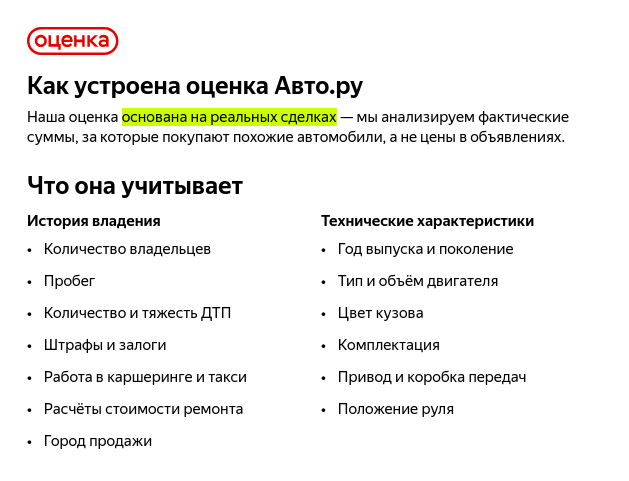 оценка
Как устроена оценка Авто.ру
Наша оценка основана на реальных сделках — мы анализируем фактические
суммы, за которые покупают похожие автомобили, а не цены в объявлениях.
Что она учитывает
История владения
• Количество владельцев
• Пробег
• Количество и тяжесть ДТП
• Штрафы и залоги
• Работа в каршеринге и такси
• Расчёты стоимости ремонта
• Город продажи
Технические характеристики
• Год выпуска и поколение
• Тип и объём двигателя
• Цвет кузова
• Комплектация
• Привод и коробка передач
• Положение руля